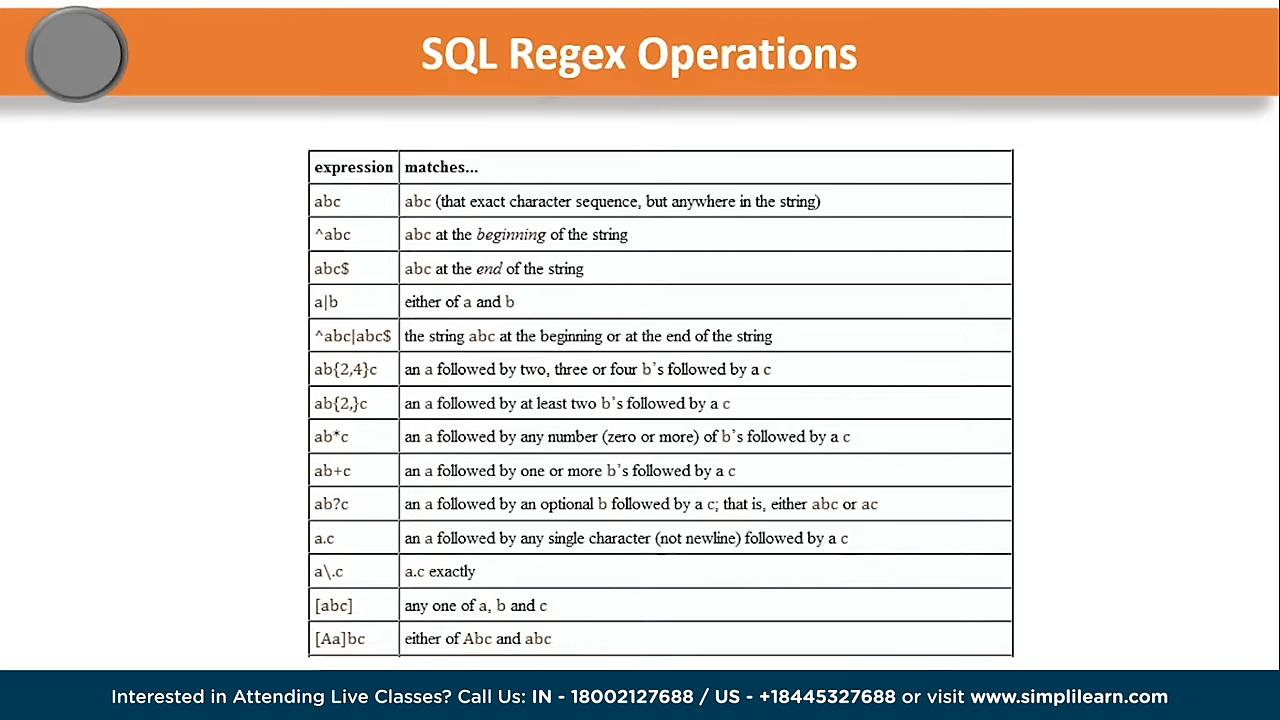 SQL Regex Operations
expression matches...
abc abc (that exact character sequence, but anywhere in the string)
^abc abc at the beginning of the string
abc$ abc at the end of the string
a|b either of a and b
^abc|abc$ the string abc at the beginning or at the end of the string
ab{2,4}c an a followed by two, three or four b's followed by a c
ab{2,}c an a followed by at least two b's followed by a c
ab*c an a followed by any number (zero or more) of b's followed by a c
ab+c an a followed by one or more b's followed by a c
ab?c an a followed by an optional b followed by a c; that is, either abc or ac
a.c an a followed by any single character (not newline) followed by a c
a\.c a.c exactly
[abc] any one of a, b and c
[Aa]bc either of Abc and abc
Interested in Attending Live Classes? Call Us: IN - 18002127688 / US - +18445327688 or visit www.simplilearn.com